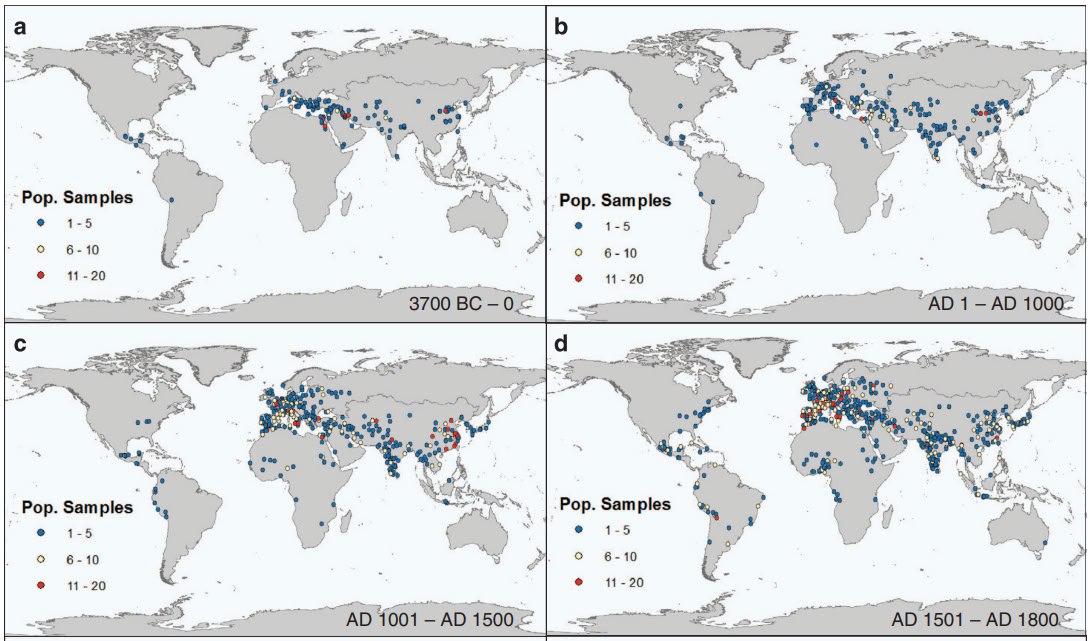 a
Pop. Samples
1 - 5
6 - 10
11 - 20
3700 BC – 0
b
Pop. Samples
1 - 5
6 - 10
11 - 20
AD 1 – AD 1000
c
Pop. Samples
1 - 5
6 - 10
11 - 20
AD 1001 – AD 1500
d
Pop. Samples
1 - 5
6 - 10
11 - 20
AD 1501 – AD 1800